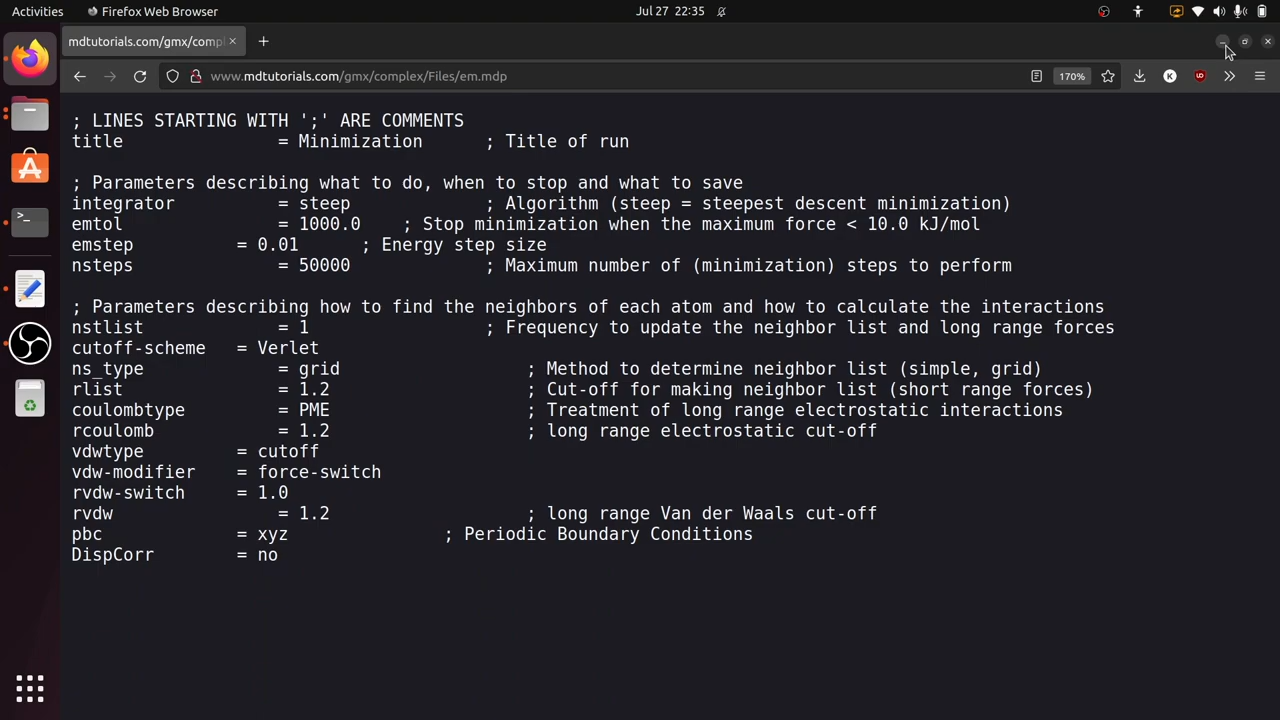 Activities Firefox Web Browser Jul 27 22:35
mdtutorials.com/gmx/comp
www.mdtutorials.com/gmx/complex/Files/em.mdp 170% K
; LINES STARTING WITH ';' ARE COMMENTS
title = Minimization ; Title of run
; Parameters describing what to do, when to stop and what to save
integrator = steep ; Algorithm (steep = steepest descent minimization)
emtol = 1000.0 ; Stop minimization when the maximum force < 10.0 kJ/mol
emstep = 0.01 ; Energy step size
nsteps = 50000 ; Maximum number of (minimization) steps to perform
; Parameters describing how to find the neighbors of each atom and how to calculate the interactions
nstlist = 1 ; Frequency to update the neighbor list and long range forces
cutoff-scheme = Verlet
ns_type = grid ; Method to determine neighbor list (simple, grid)
rlist = 1.2 ; Cut-off for making neighbor list (short range forces)
coulombtype = PME ; Treatment of long range electrostatic interactions
rcoulomb = 1.2 ; long range electrostatic cut-off
vdwtype = cutoff
vdw-modifier = force-switch
rvdw-switch = 1.0
rvdw = 1.2 ; long range Van der Waals cut-off
pbc = xyz ; Periodic Boundary Conditions
DispCorr = no